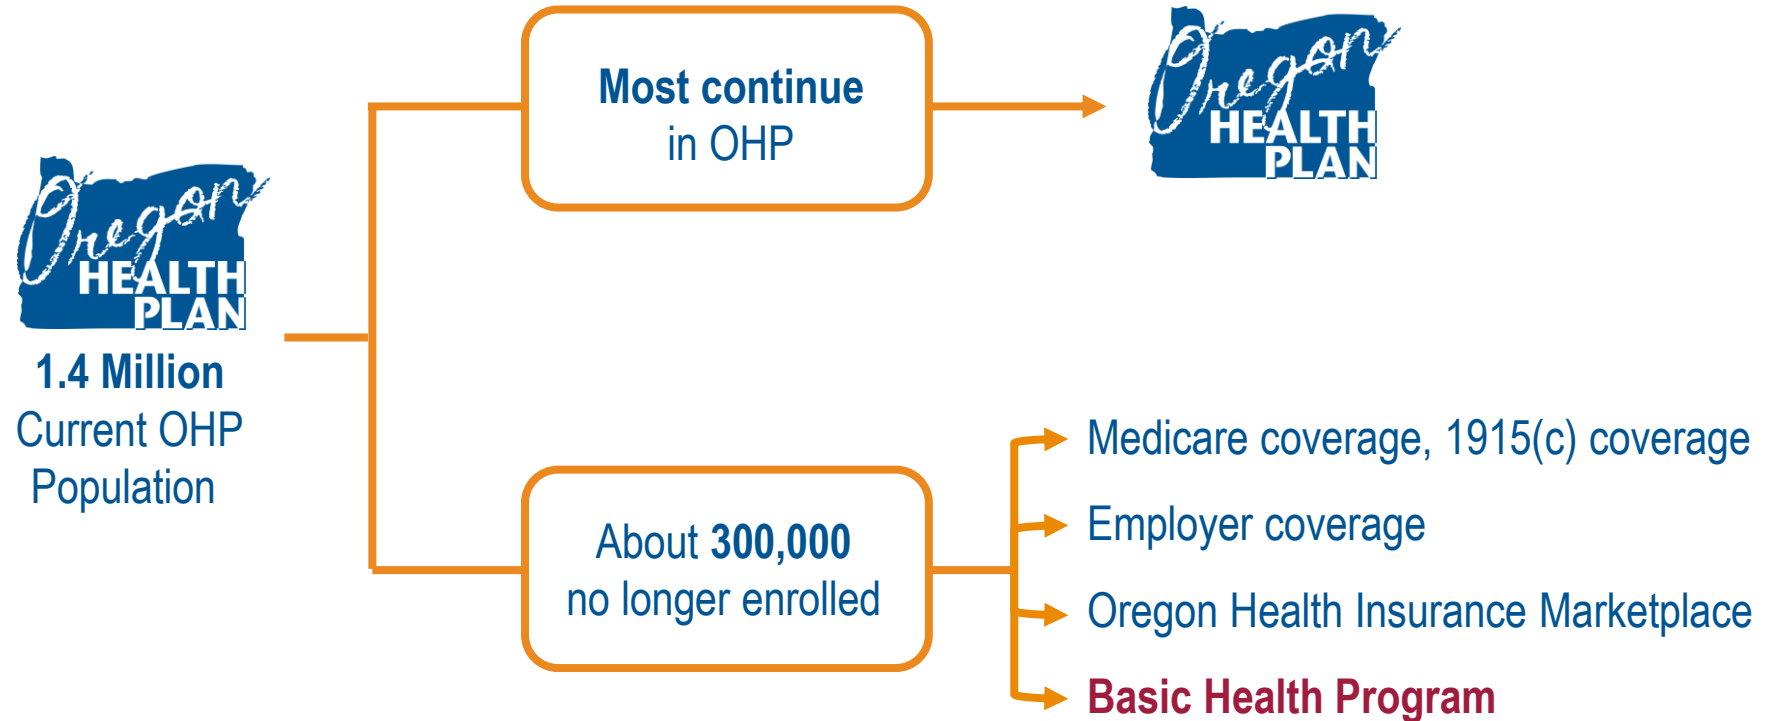 Oregon
HEALTH
PLAN
1.4 Million
Current OHP
Population
Most continue
in OHP
Oregon
HEALTH
PLAN
About 300,000
no longer enrolled
Medicare coverage, 1915(c) coverage
Employer coverage
Oregon Health Insurance Marketplace
Basic Health Program